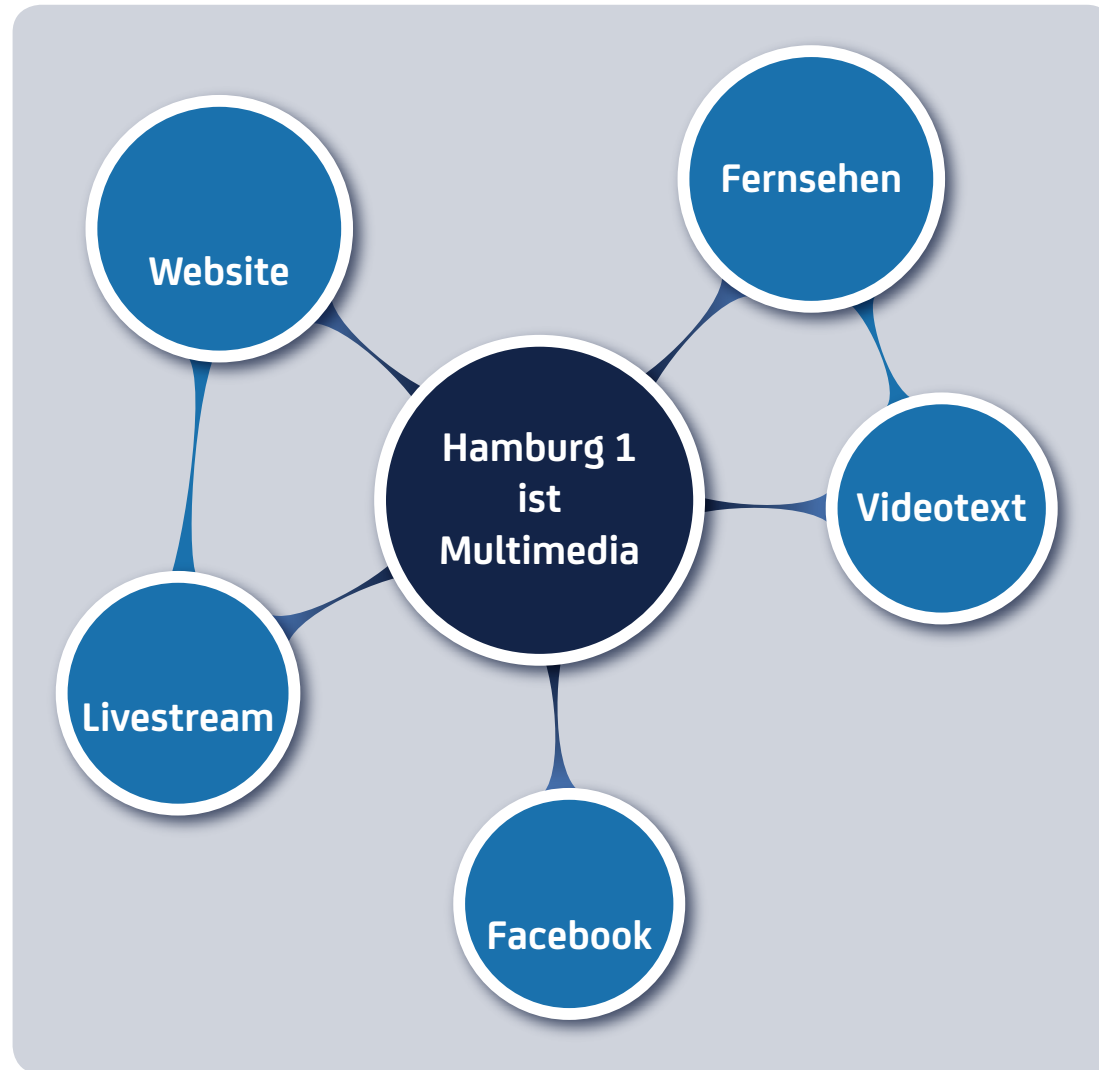 Fernsehen
Website
Hamburg 1
ist
Multimedia
Videotext
Livestream
Facebook